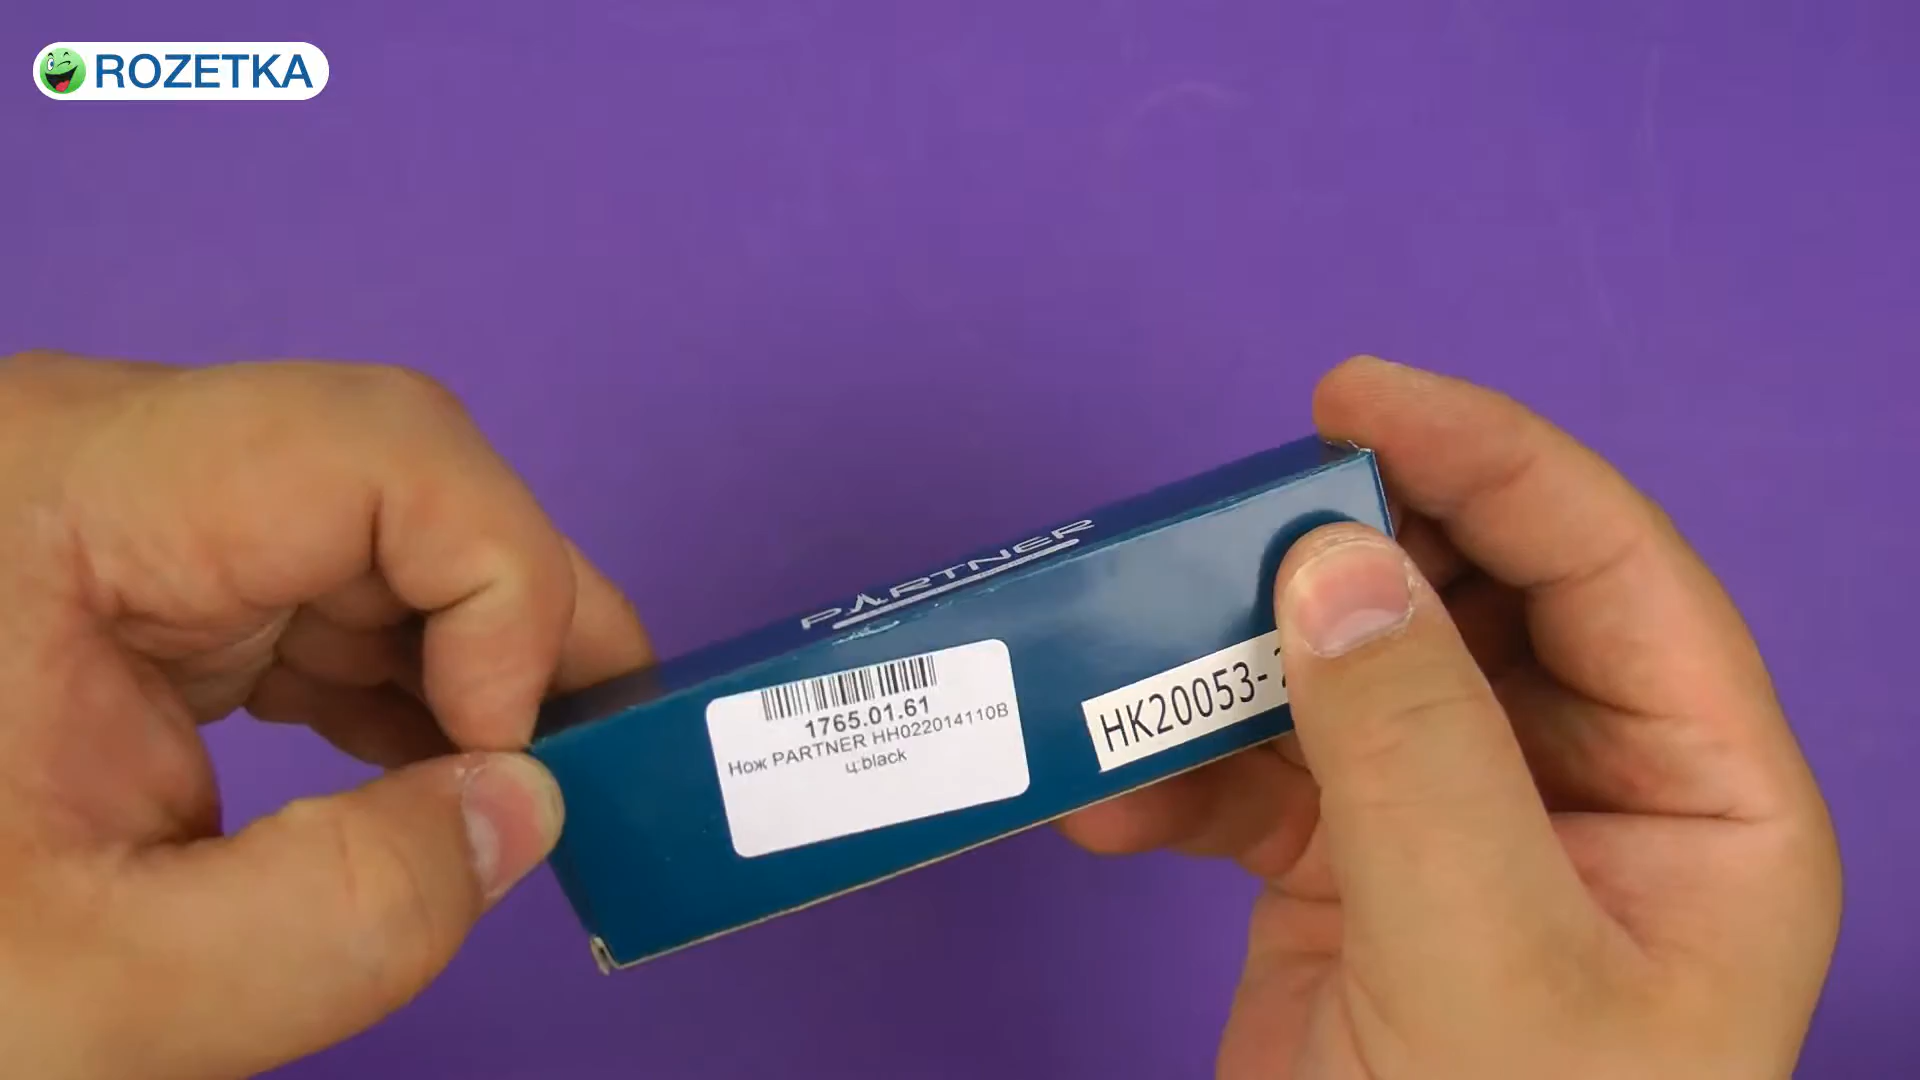 ROZETKA
PARTNER
1765.01.61
Нож PARTNER HH022014110B
ц:black
HK20053-